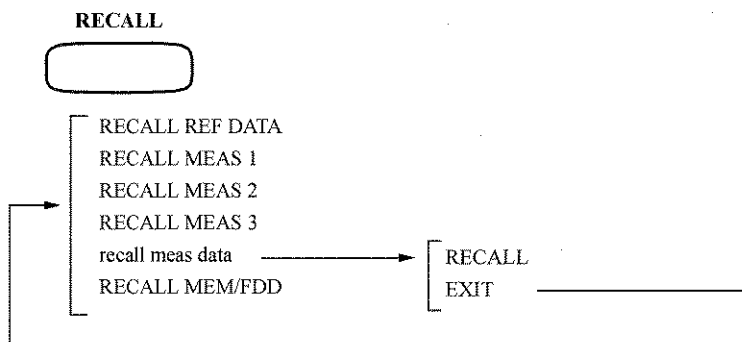 RECALL
RECALL REF DATA
RECALL MEAS 1
RECALL MEAS 2
RECALL MEAS 3
recall meas data
RECALL MEM/FDD
RECALL
EXIT